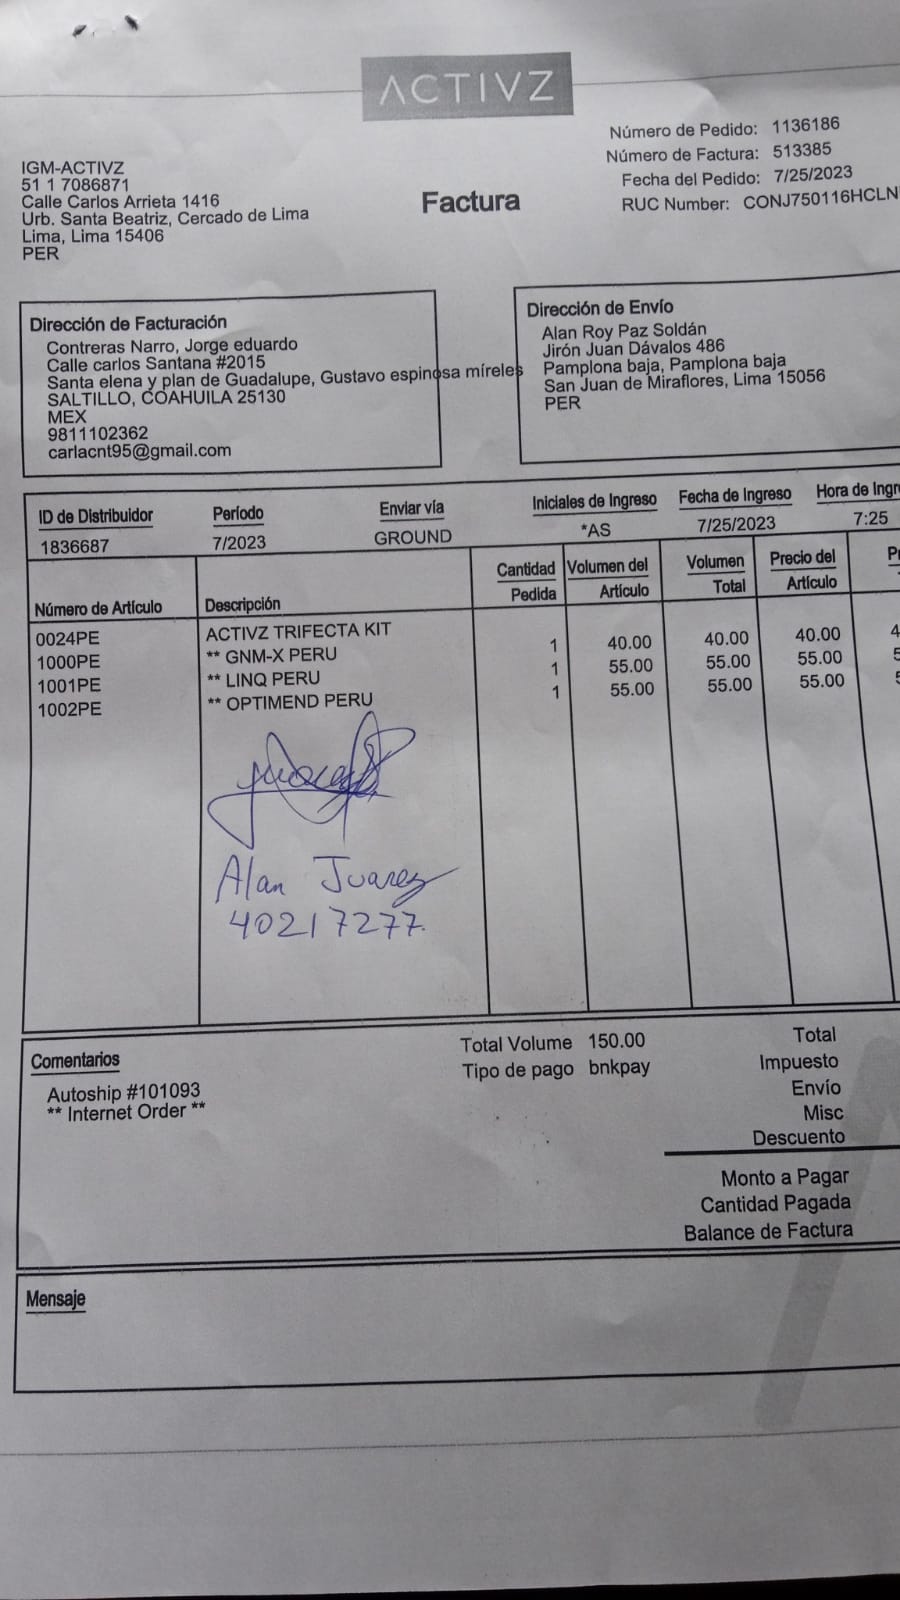 ACTIVZ
Número de Pedido: 1136186
Número de Factura: 513385
Fecha del Pedido: 7/25/2023
RUC Number: CONJ750116HCLN
IGM-ACTIVZ
51 1 7086871
Calle Carlos Arrieta 1416
Urb. Santa Beatriz, Cercado de Lima
Lima, Lima 15406
PER
Factura
Dirección de Facturación
Contreras Narro, Jorge eduardo
Calle carlos Santana #2015
Santa elena y plan de Guadalupe, Gustavo espinosa míreles
SALTILLO, COAHUILA 25130
MEX
9811102362
carlacnt95@gmail.com
Dirección de Envío
Alan Roy Paz Soldán
Jirón Juan Dávalos 486
Pamplona baja, Pamplona baja
San Juan de Miraflores, Lima 15056
PER
ID de Distribuidor Período Enviar vía Iniciales de Ingreso Fecha de Ingreso Hora de Ingre
1836687 7/2023 GROUND *AS 7/25/2023 7:25
Número de Artículo Descripción Cantidad Pedida Volumen del Artículo Volumen Total Precio del Artículo
0024PE ACTIVZ TRIFECTA KIT
1000PE ** GNM-X PERU 1 40.00 40.00 40.00
1001PE ** LINQ PERU 1 55.00 55.00 55.00
1002PE ** OPTIMEND PERU 1 55.00 55.00 55.00
Alan Juarez
40217277.
Comentarios
Autoship #101093
** Internet Order **
Total Volume 150.00
Tipo de pago bnkpay
Total
Impuesto
Envío
Misc
Descuento
Monto a Pagar
Cantidad Pagada
Balance de Factura
Mensaje